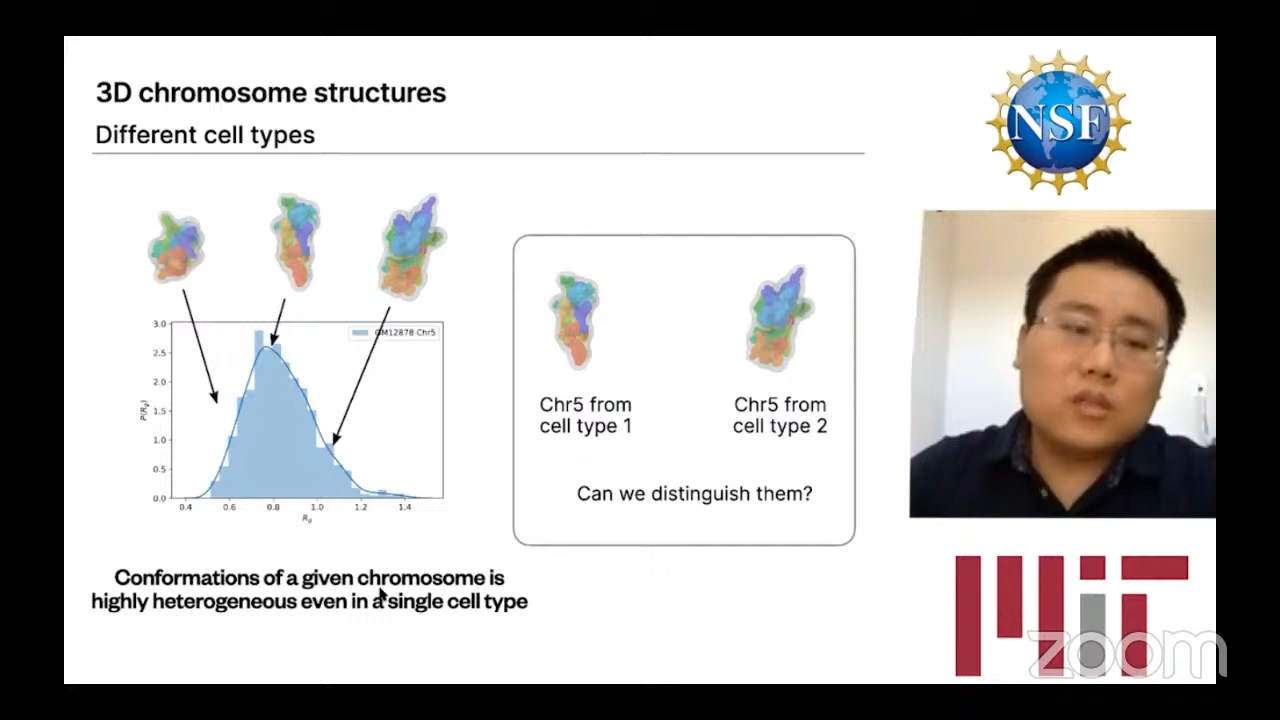 3D chromosome structures
Different cell types
NSF
3.0
2.5
2.0
1.5
1.0
0.5
0.0
P(Rg)
GM12878 Chr5
0.4 0.6 0.8 1.0 1.2 1.4
Rg
Chr5 from
cell type 1
Chr5 from
cell type 2
Can we distinguish them?
Conformations of a given chromosome is
highly heterogeneous even in a single cell type
MIT
zoom